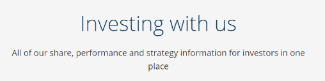 Investing with us
All of our share, performance and strategy information for investors in one
place